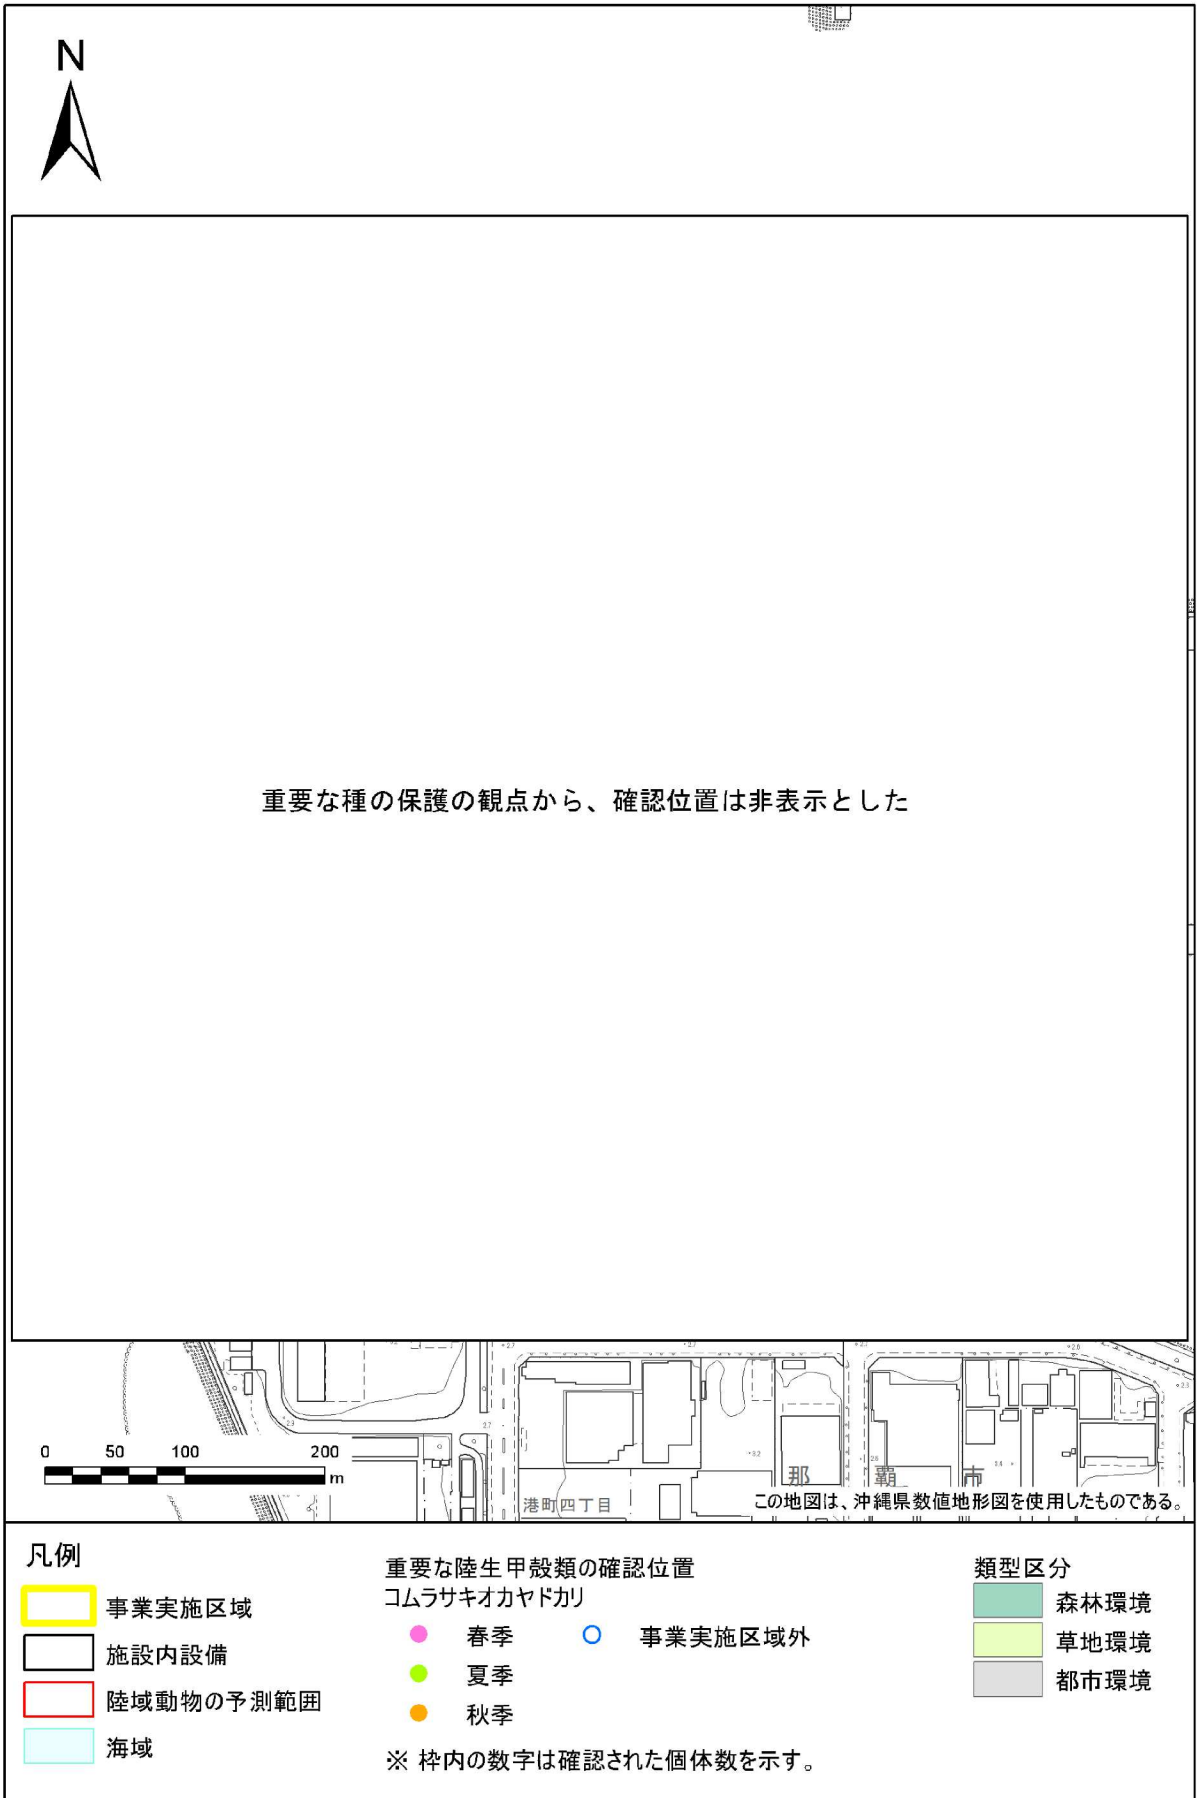 N
重要な種の保護の観点から、確認位置は非表示とした
0 50 100 200
m
那覇市
港町四丁目
この地図は、沖縄県数値地形図を使用したものである。
凡例
事業実施区域
施設内設備
陸域動物の予測範囲
海域
重要な陸生甲殻類の確認位置
コムラサキオカヤドカリ
春季
事業実施区域外
夏季
秋季
※ 枠内の数字は確認された個体数を示す。
類型区分
森林環境
草地環境
都市環境